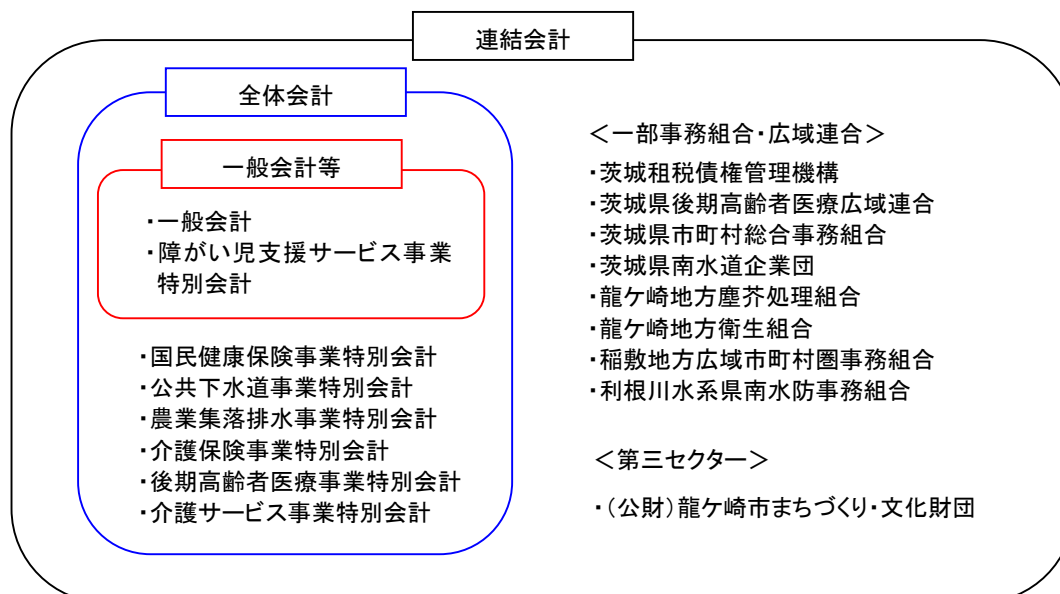 連結会計
全体会計
一般会計等
・一般会計
・障がい児支援サービス事業
特別会計
・国民健康保険事業特別会計
・公共下水道事業特別会計
・農業集落排水事業特別会計
・介護保険事業特別会計
・後期高齢者医療事業特別会計
・介護サービス事業特別会計
＜一部事務組合・広域連合＞
・茨城租税債権管理機構
・茨城県後期高齢者医療広域連合
・茨城県市町村総合事務組合
・茨城県南水道企業団
・龍ケ崎地方塵芥処理組合
・龍ケ崎地方衛生組合
・稲敷地方広域市町村圏事務組合
・利根川水系県南水防事務組合
＜第三セクター＞
・（公財）龍ケ崎市まちづくり・文化財団